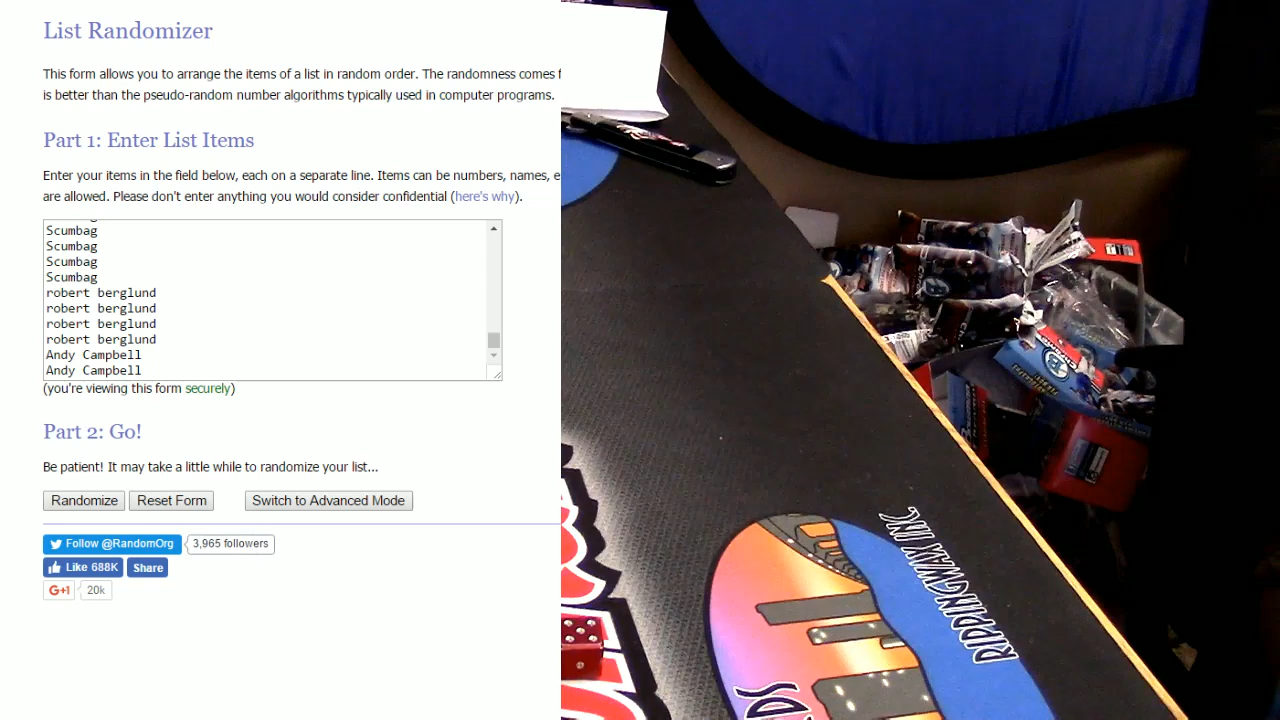 List Randomizer
This form allows you to arrange the items of a list in random order. The randomness comes f
is better than the pseudo-random number algorithms typically used in computer programs.
Part 1: Enter List Items
Enter your items in the field below, each on a separate line. Items can be numbers, names, e
are allowed. Please don't enter anything you would consider confidential (here's why).
Scumbag
Scumbag
Scumbag
Scumbag
robert berglund
robert berglund
robert berglund
robert berglund
Andy Campbell
Andy Campbell
(you're viewing this form securely)
Part 2: Go!
Be patient! It may take a little while to randomize your list...
Randomize Reset Form Switch to Advanced Mode
Follow @RandomOrg 3,965 followers
Like 688K Share
G+1 20k
RIPPINGWAX INC.